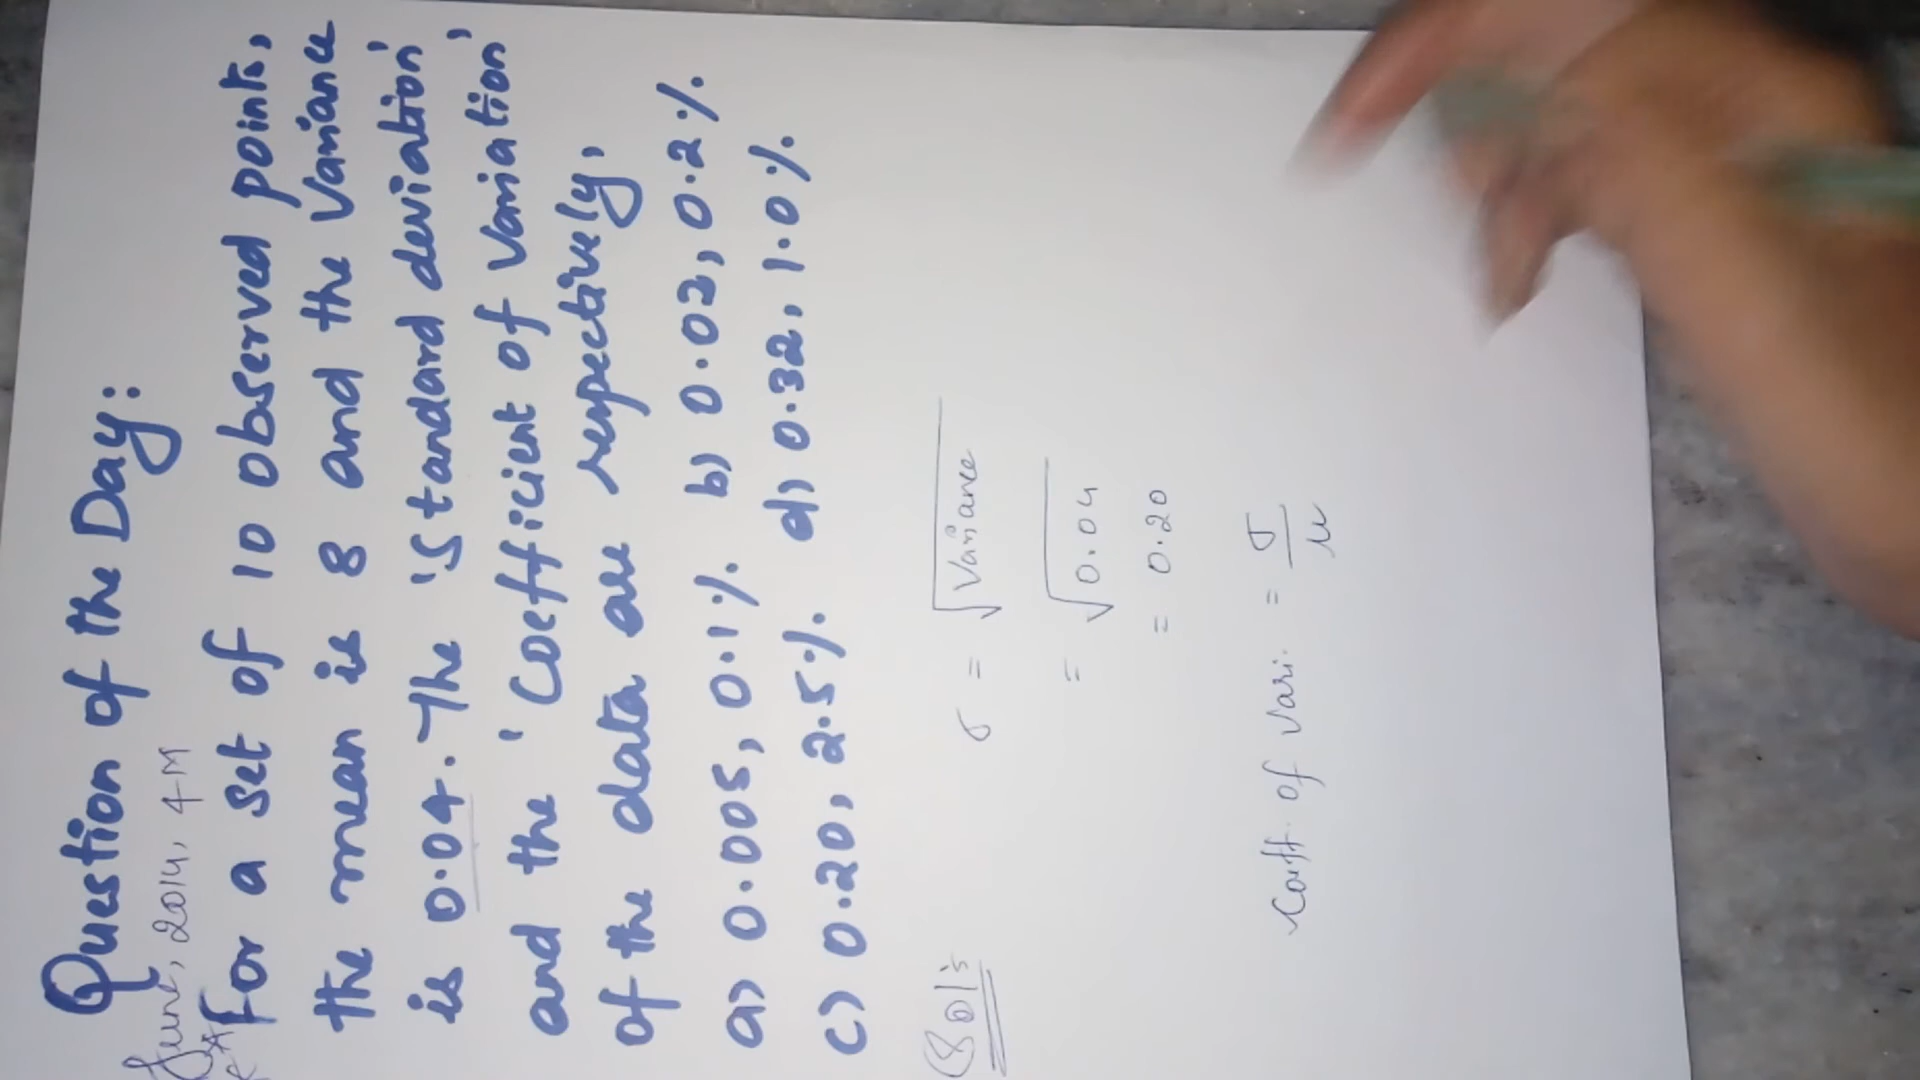 Question of the Day:
June, 2014, 4M
For a set of 10 observed points,
the mean is 8 and the variance
is 0.04. The 'Standard deviation'
and the 'Coefficient of Variation'
of the data are respectively,
a) 0.005, 0.1% b) 0.02, 0.2%
c) 0.20, 2.5% d) 0.32, 1.0%
Sol:
σ = √Variance
= √0.04
= 0.20
Coeff. of Vari. = σ/μ